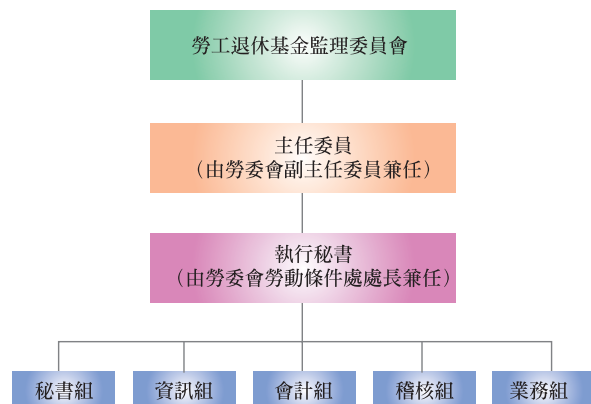 勞工退休基金監理委員會
主任委員
（由勞委會副主任委員兼任）
執行秘書
（由勞委會勞動條件處處長兼任）
秘書組
資訊組
會計組
稽核組
業務組